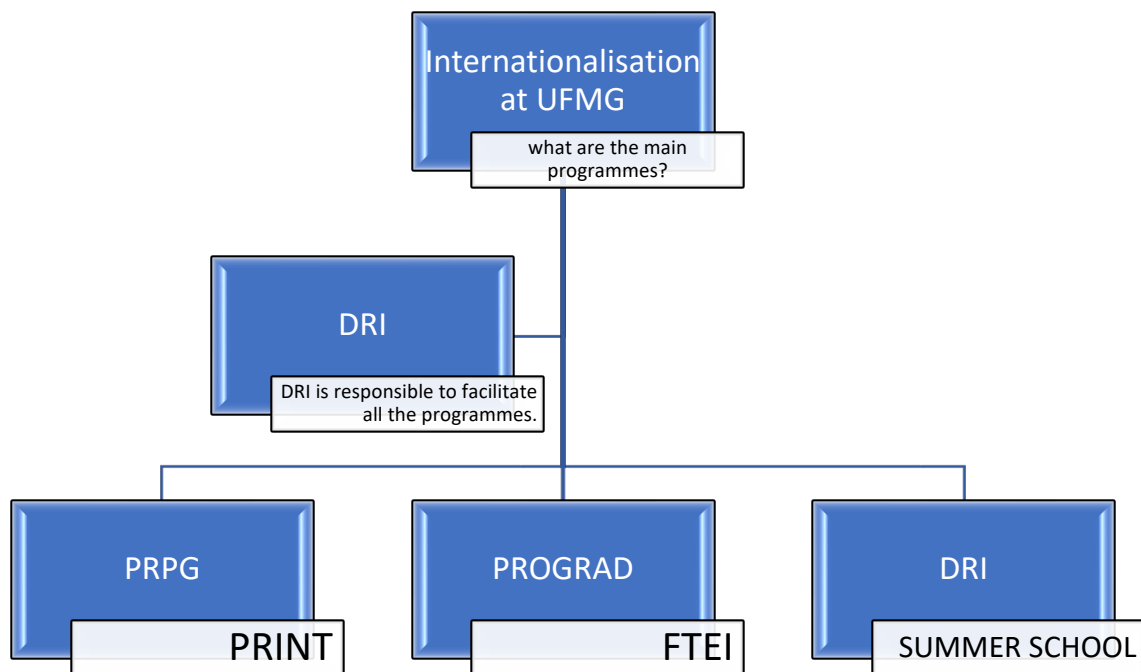 Internationalisation
at UFMG
what are the main
programmes?
DRI
DRI is responsible to facilitate
all the programmes.
PRPG
PRINT
PROGRAD
FTEI
DRI
SUMMER SCHOOL